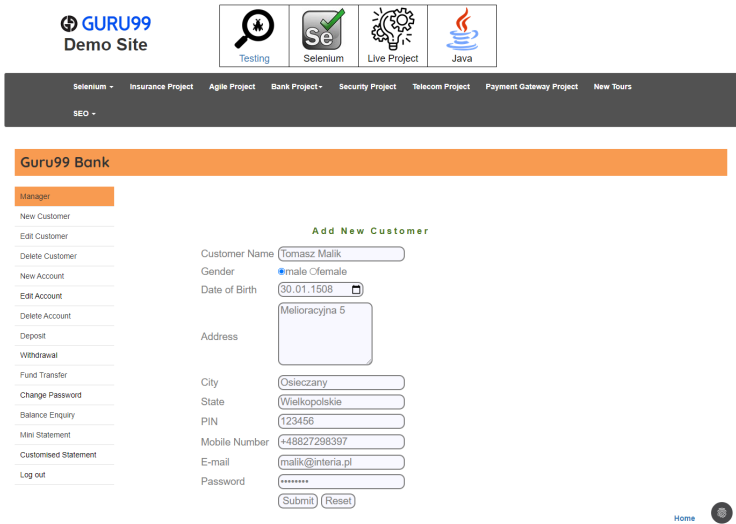 GURU99
Demo Site
Testing
Se
Selenium
Live Project
Java
Selenium
Insurance Project
Agile Project
Bank Project
Security Project
Telecom Project
Payment Gateway Project
New Tours
SEO
Guru99 Bank
Manager
New Customer
Edit Customer
Delete Customer
New Account
Edit Account
Delete Account
Deposit
Withdrawal
Fund Transfer
Change Password
Balance Enquiry
Mini Statement
Customised Statement
Log out
Add New Customer
Customer Name Tomasz Malik
Gender male female
Date of Birth 30.01.1508
Address Melioracyjna 5
City Osieczany
State Wielkopolskie
PIN 123456
Mobile Number +48827298397
E-mail malik@interia.pl
Password ••••••••
Submit Reset
Home